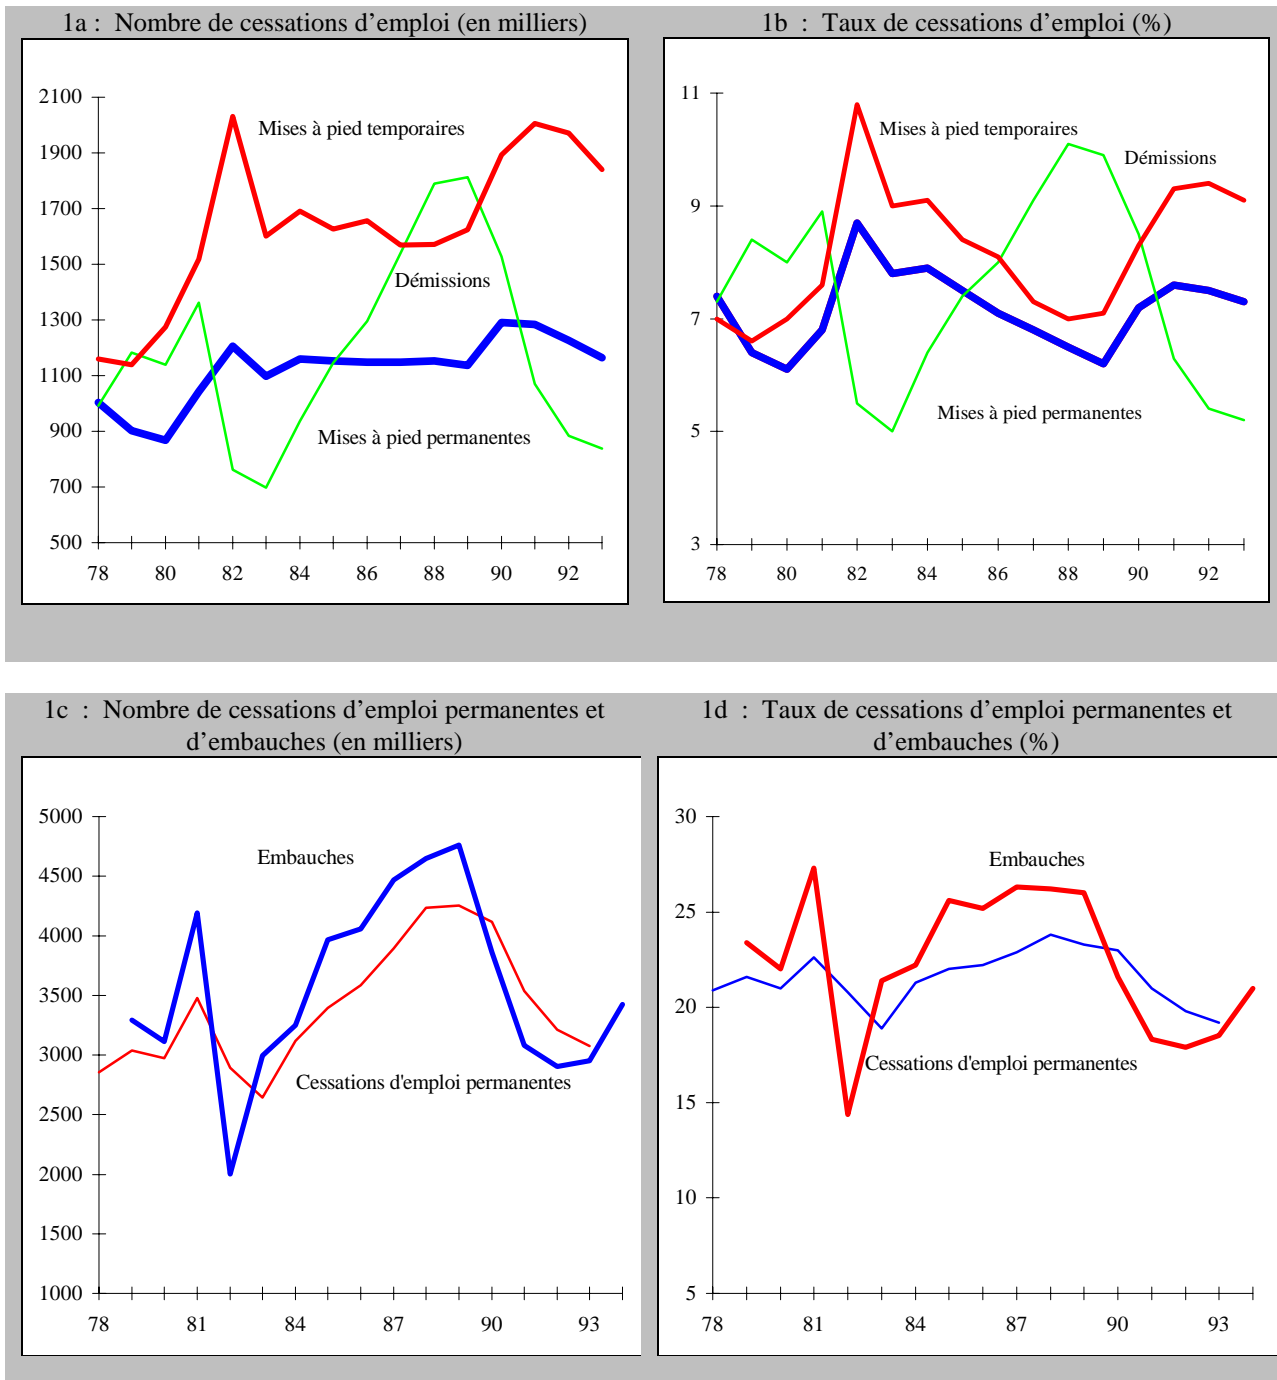 1a : Nombre de cessations d'emploi (en milliers)
2100
1900
1700
1500
1300
1100
900
700
500
78 80 82 84 86 88 90 92
Mises à pied temporaires
Démissions
Mises à pied permanentes
1b : Taux de cessations d'emploi (%)
11
9
7
5
3
78 80 82 84 86 88 90 92
Mises à pied temporaires
Démissions
Mises à pied permanentes
1c : Nombre de cessations d'emploi permanentes et
d'embauches (en milliers)
5000
4500
4000
3500
3000
2500
2000
1500
1000
78 81 84 87 90 93
Embauches
Cessations d'emploi permanentes
1d : Taux de cessations d'emploi permanentes et
d'embauches (%)
30
25
20
15
10
5
78 81 84 87 90 93
Embauches
Cessations d'emploi permanentes